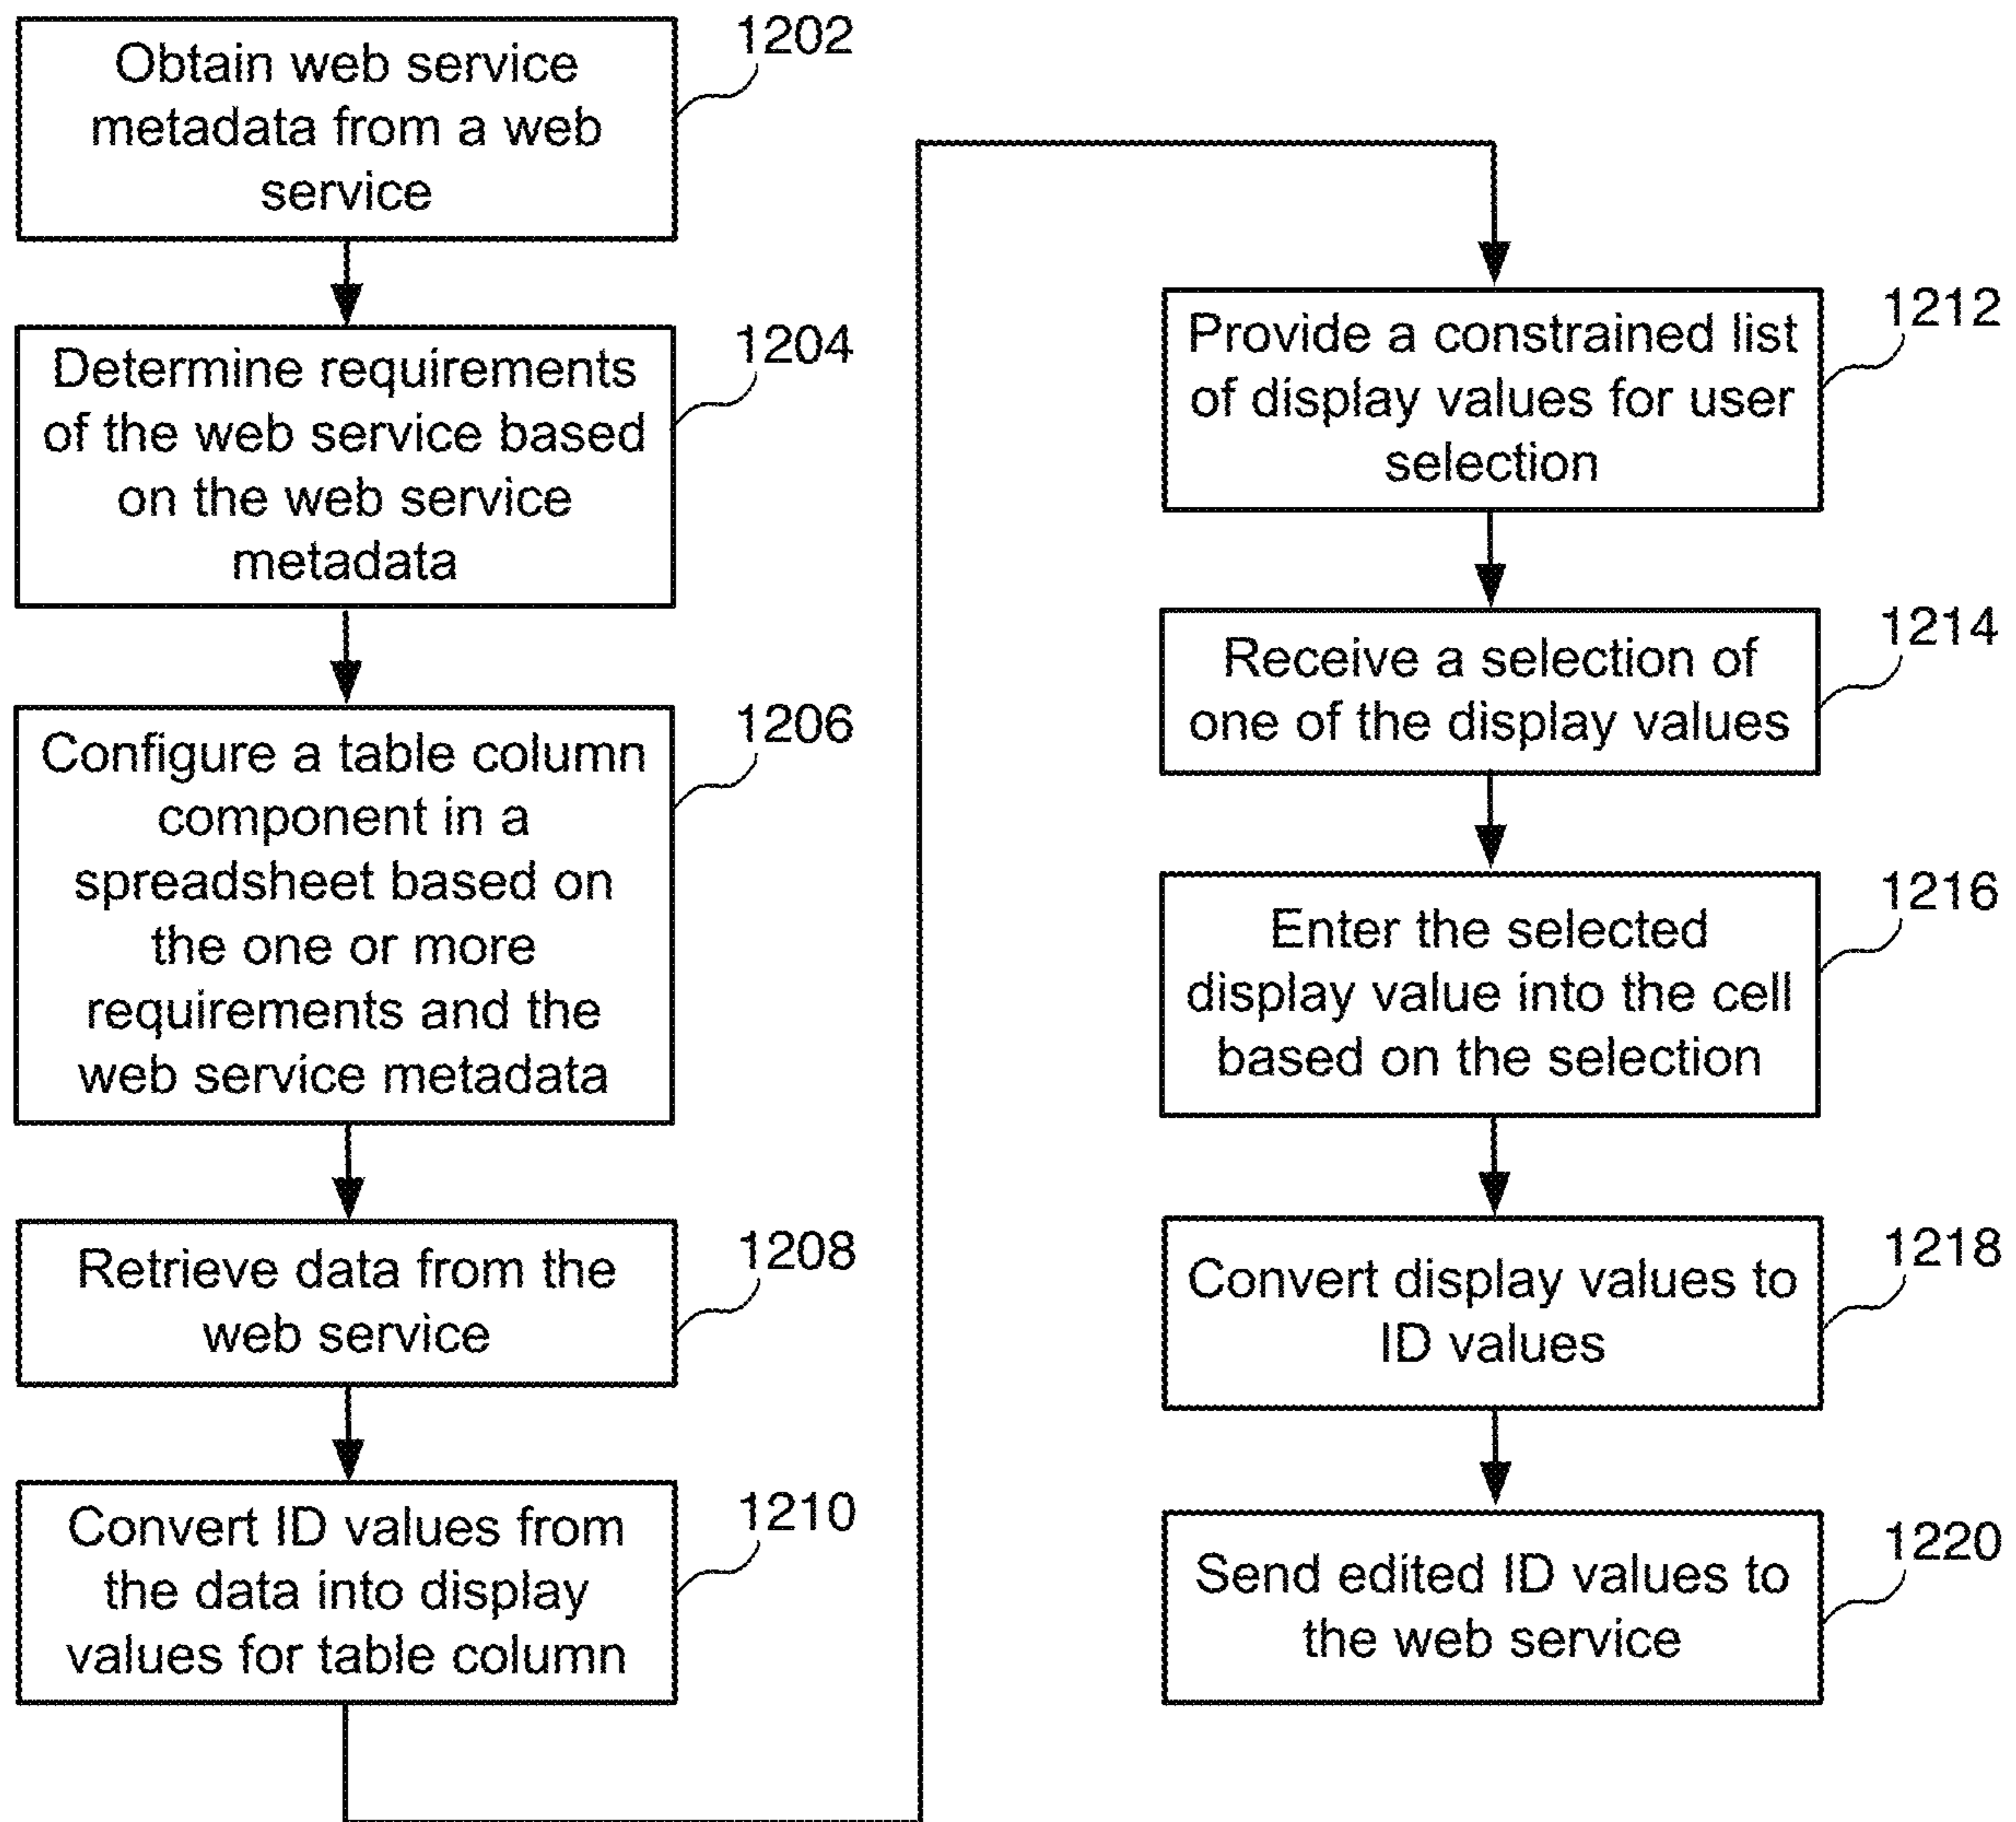 Obtain web service
metadata from a web
service
1202
Determine requirements
of the web service based
on the web service
metadata
1204
Configure a table column
component in a
spreadsheet based on
the one or more
requirements and the
web service metadata
1206
Retrieve data from the
web service
1208
Convert ID values from
the data into display
values for table column
1210
Provide a constrained list
of display values for user
selection
1212
Receive a selection of
one of the display values
1214
Enter the selected
display value into the cell
based on the selection
1216
Convert display values to
ID values
1218
Send edited ID values to
the web service
1220